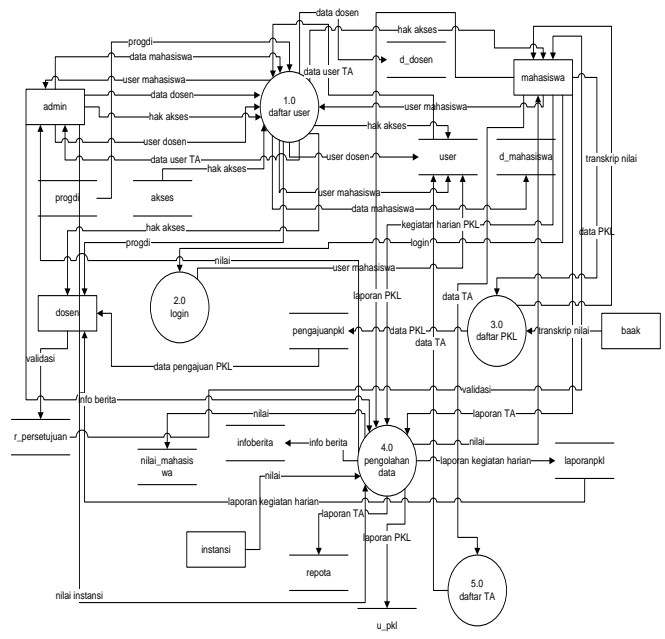 data dosen
hak akses
progdi
data mahasiswa
d_dosen
data user TA
user mahasiswa
mahasiswa
1.0
daftar user
data dosen
admin
user mahasiswa
hak akses
hak akses
user dosen
user
d_mahasiswa
transkrip nilai
user dosen
data user TA
hak akses
progdi
akses
user mahasiswa
data mahasiswa
hak akses
kegiatan harian PKL
data PKL
progdi
login
nilai
user mahasiswa
2.0
login
laporan PKL
data TA
dosen
pengajuanpkl
data PKL
3.0
daftar PKL
transkrip nilai
baak
data TA
validasi
data pengajuan PKL
validasi
info berita
laporan TA
r_persetujuan
nilai
infoberita
info berita
4.0
pengolahan
data
nilai
nilai_mahasis
wa
laporan kegiatan harian
laporanpkl
nilai
laporan kegiatan harian
laporan TA
laporan PKL
instansi
repota
5.0
daftar TA
nilai instansi
u_pkl